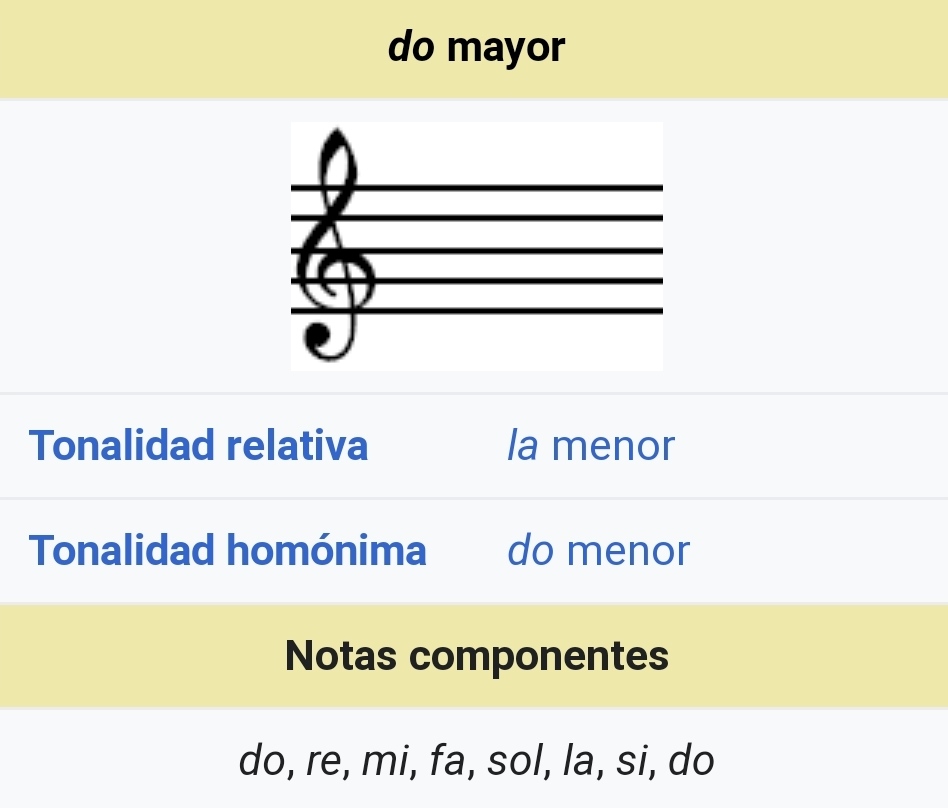 do mayor
Tonalidad relativa la menor
Tonalidad homónima do menor
Notas componentes
do, re, mi, fa, sol, la, si, do